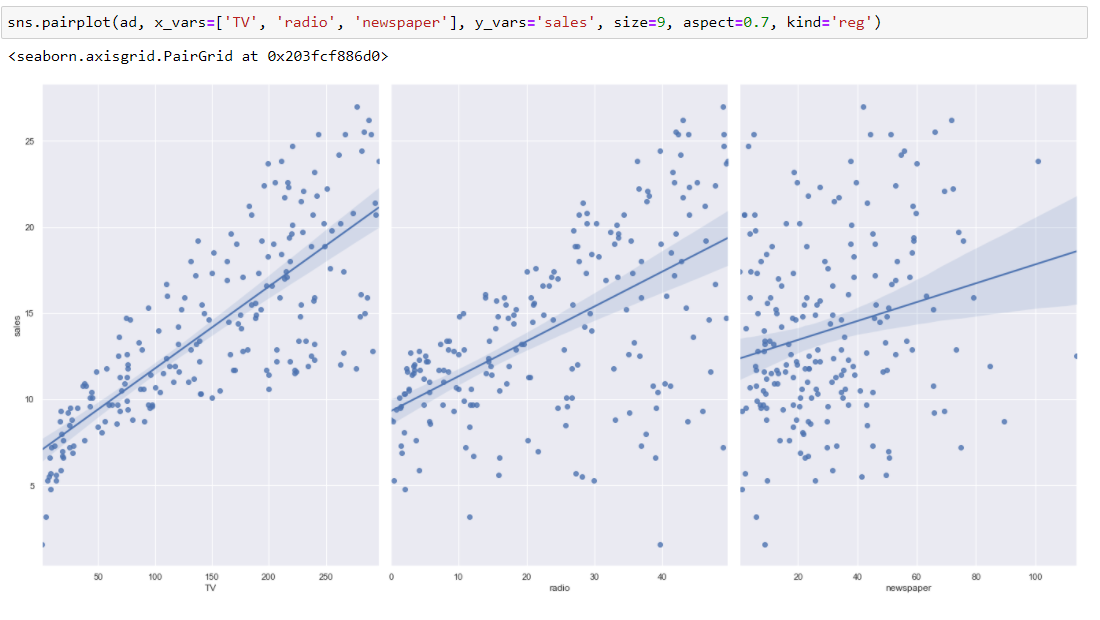 sns.pairplot(ad, x_vars=['TV', 'radio', 'newspaper'], y_vars='sales', size=9, aspect=0.7, kind='reg')
<seaborn.axisgrid.PairGrid at 0x203fcf886d0>
25
20
15
10
5
sales
50 100 150 200 250
TV
0 10 20 30 40
radio
20 40 60 80 100
newspaper